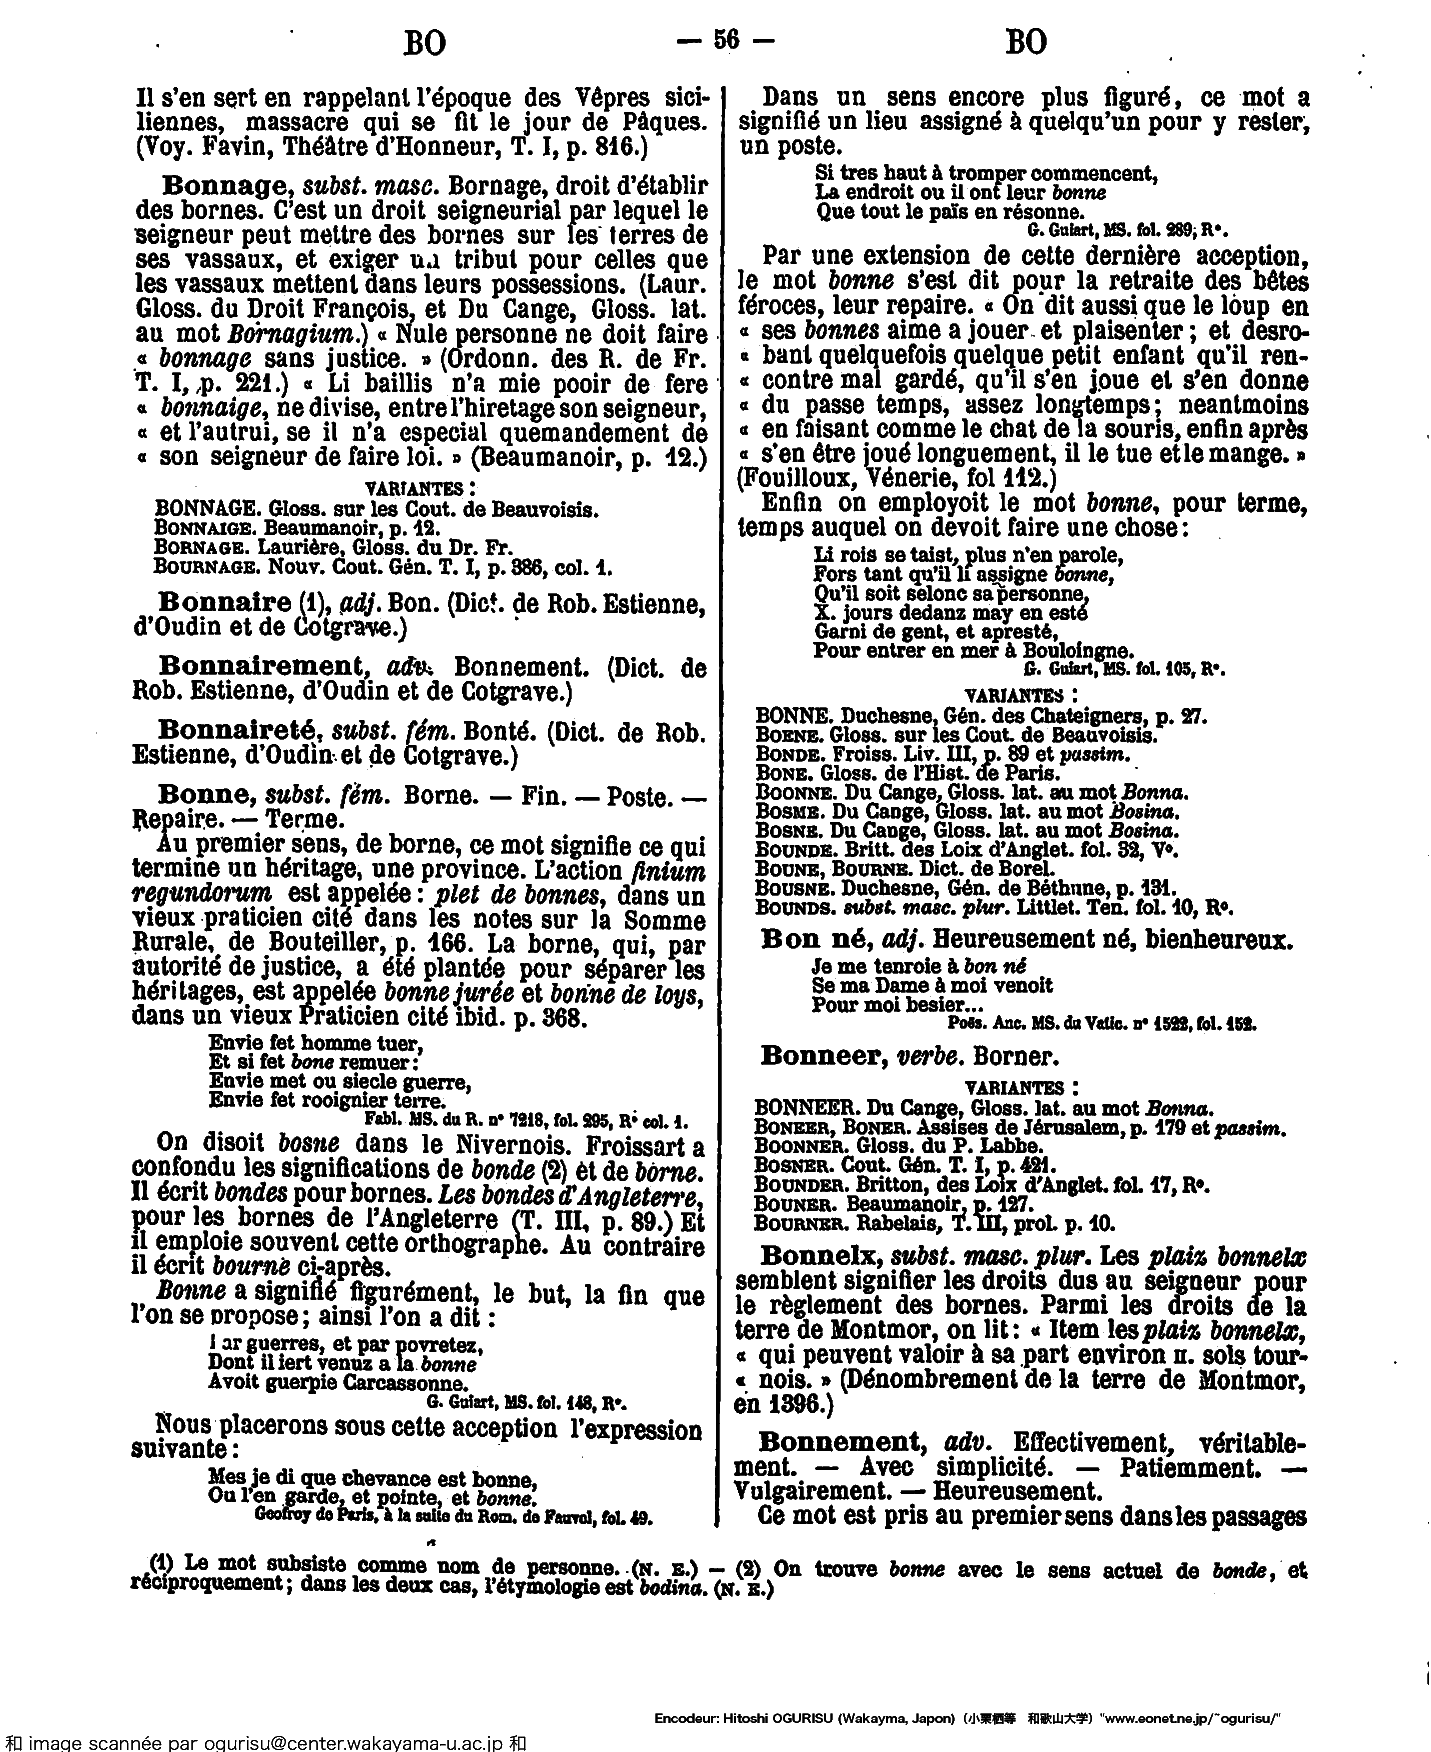 BO
— 56 —
BO
Il s'en sert en rappelant l'époque des Vêpres sici-
liennes, massacre qui se fit le jour de Pâques.
(Voy. Favin, Théâtre d'Honneur, T. I, p. 816.)
Bonnage, subst. masc. Bornage, droit d'établir
des bornes. C'est un droit seigneurial par lequel le
seigneur peut mettre des bornes sur les terres de
ses vassaux, et exiger un tribut pour celles que
les vassaux mettent dans leurs possessions. (Laur.
Gloss. du Droit François, et Du Cange, Gloss. lat.
au mot Bornagium.) « Nule personne ne doit faire
« bonnage sans justice. » (Ordonn. des R. de Fr.
T. I, p. 221.) « Li baillis n'a mie pooir de fere
« bonnaige, ne divise, entre l'hiretage son seigneur,
« et l'autrui, se il n'a especial quemandement de
« son seigneur de faire loi. » (Beaumanoir, p. 12.)
VARIANTES :
BONNAGE. Gloss. sur les Cout. de Beauvoisis.
BONNAIGE. Beaumanoir, p. 12.
BORNAGE. Laurière, Gloss. du Dr. Fr.
BOURNAGE. Nouv. Cout. Gén. T. I, p. 386, col. 1.
Bonnaire (1), adj. Bon. (Dict. de Rob. Estienne,
d'Oudin et de Cotgrave.)
Bonnairement, adv. Bonnement. (Dict. de
Rob. Estienne, d'Oudin et de Cotgrave.)
Bonnaireté, subst. fém. Bonté. (Dict. de Rob.
Estienne, d'Oudin et de Cotgrave.)
Bonne, subst. fém. Borne. — Fin. — Poste. —
Repaire. — Terme.
Au premier sens, de borne, ce mot signifie ce qui
termine un héritage, une province. L'action finium
regundorum est appelée : plet de bonnes, dans un
vieux praticien cité dans les notes sur la Somme
Rurale, de Bouteiller, p. 166. La borne, qui, par
autorité de justice, a été plantée pour séparer les
héritages, est appelée bonne jurée et bonne de loys,
dans un vieux Praticien cité ibid. p. 368.
Envie fet homme tuer,
Et si fet bone remuer :
Envie met ou siecle guerre,
Envie fet rooignier terre.
Fabl. MS. du R. n° 7218, fol. 295, R° col. 1.
On disoit bosne dans le Nivernois. Froissart a
confondu les significations de bonde (2) et de borne.
Il écrit bondes pour bornes. Les bondes d'Angleterre,
pour les bornes de l'Angleterre (T. III, p. 89.) Et
il emploie souvent cette orthographe. Au contraire
il écrit bourne ci-après.
Bonne a signifié figurément, le but, la fin que
l'on se propose ; ainsi l'on a dit :
Par guerres, et par povretez,
Dont il iert venuz a la bonne
Avoit guerpie Carcassonne.
G. Guiart, MS. fol. 148, R°.
Nous placerons sous cette acception l'expression
suivante :
Mes je di que chevance est bonne,
Ou l'en garde, et pointe, et bonne.
Geofroy de Paris, à la suite du Rom. de Fauvel, fol. 49.
Dans un sens encore plus figuré, ce mot a
signifié un lieu assigné à quelqu'un pour y rester,
un poste.
Si tres haut à tromper commencent,
La endroit ou il ont leur bonne
Que tout le païs en résonne.
G. Guiart, MS. fol. 289, R°.
Par une extension de cette dernière acception,
le mot bonne s'est dit pour la retraite des bêtes
féroces, leur repaire. « On dit aussi que le loup en
« ses bonnes aime a jouer et plaisenter ; et desro-
« bant quelquefois quelque petit enfant qu'il ren-
« contre mal gardé, qu'il s'en joue et s'en donne
« du passe temps, assez longtemps ; neantmoins
« en faisant comme le chat de la souris, enfin après
« s'en être joué longuement, il le tue et le mange. »
(Fouilloux, Vénerie, fol 112.)
Enfin on employoit le mot bonne, pour terme,
temps auquel on devoit faire une chose :
Li rois se taist, plus n'en parole,
Fors tant qu'il li assigne bonne,
Qu'il soit selonc sa personne,
X. jours dedanz may en esté
Garni de gent, et apresté,
Pour entrer en mer à Bouloingne.
G. Guiart, MS. fol. 105, R°.
VARIANTES :
BONNE. Duchesne, Gén. des Chateigners, p. 27.
BOENE. Gloss. sur les Cout. de Beauvoisis.
BONDE. Froiss. Liv. III, p. 89 et passim.
BONE. Gloss. de l'Hist. de Paris.
BOONNE. Du Cange, Gloss. lat. au mot Bonna.
BOSME. Du Cange, Gloss. lat. au mot Bosina.
BOSNE. Du Cange, Gloss. lat. au mot Bosina.
BOUNDE. Britt. des Loix d'Anglet. fol. 32, V°.
BOUNE, BOURNE. Dict. de Borel.
BOUSNE. Duchesne, Gén. de Béthune, p. 131.
BOUNDS. subst. masc. plur. Littlet. Ten. fol. 10, R°.
Bon né, adj. Heureusement né, bienheureux.
Je me tenroie à bon né
Se ma Dame à moi venoit
Pour moi besier...
Poës. Anc. MS. du Vatic. n° 1522, fol. 152.
Bonneer, verbe. Borner.
VARIANTES :
BONNEER. Du Cange, Gloss. lat. au mot Bonna.
BONEER, BONER. Assises de Jérusalem, p. 179 et passim.
BOONNER. Gloss. du P. Labbe.
BOSNER. Cout. Gén. T. I, p. 421.
BOUNDER. Britton, des Loix d'Anglet. fol. 17, R°.
BOUNER. Beaumanoir, p. 127.
BOURNER. Rabelais, T. III, prol. p. 10.
Bonnelx, subst. masc. plur. Les plaiz bonnelx
semblent signifier les droits dus au seigneur pour
le règlement des bornes. Parmi les droits de la
terre de Montmor, on lit : « Item les plaiz bonnelx,
« qui peuvent valoir à sa part environ II. sols tour-
« nois. » (Dénombrement de la terre de Montmor,
en 1396.)
Bonnement, adv. Effectivement, véritable-
ment. — Avec simplicité. — Patiemment. —
Vulgairement. — Heureusement.
Ce mot est pris au premier sens dans les passages
(1) Le mot subsiste comme nom de personne. (N. E.) — (2) On trouve bonne avec le sens actuel de bonde, et
réciproquement ; dans les deux cas, l'étymologie est bodina. (N. E.)
Encodeur: Hitoshi OGURISU (Wakayma, Japon) (小栗栖等 和歌山大学) "www.eonet.ne.jp/~ogurisu/"
和 image scannée par ogurisu@center.wakayama-u.ac.jp 和